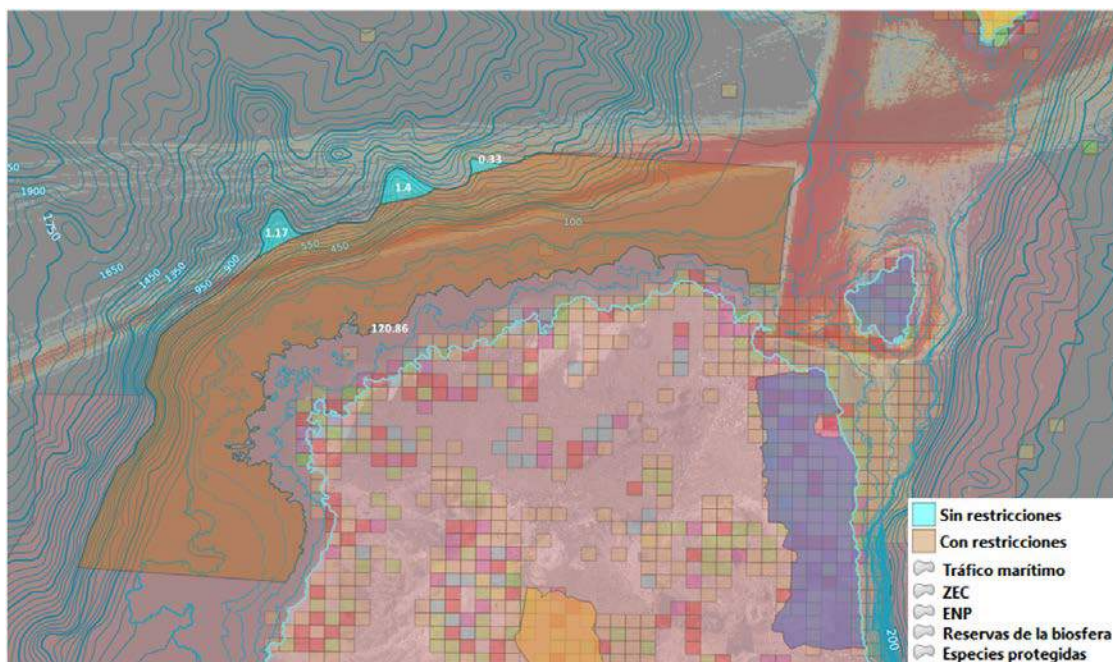 0.33
1.4
1.17
1900
1750
1650
1450
1350
950
900
550
450
100
120.86
200
Sin restricciones
Con restricciones
Tráfico marítimo
ZEC
ENP
Reservas de la biosfera
Especies protegidas